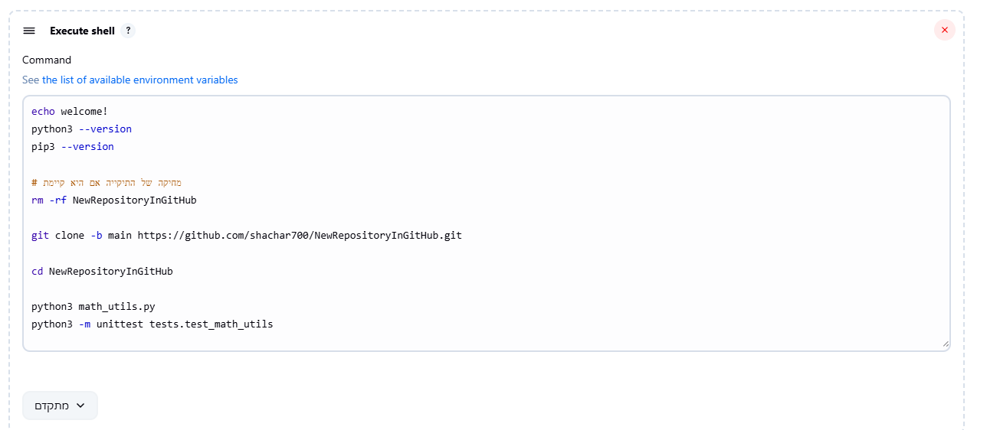 Execute shell ?
Command
See the list of available environment variables
echo welcome!
python3 --version
pip3 --version
# מחיקה של התיקייה אם היא קיימת
rm -rf NewRepositoryInGitHub
git clone -b main https://github.com/shachar700/NewRepositoryInGitHub.git
cd NewRepositoryInGitHub
python3 math_utils.py
python3 -m unittest tests.test_math_utils
מתקדם